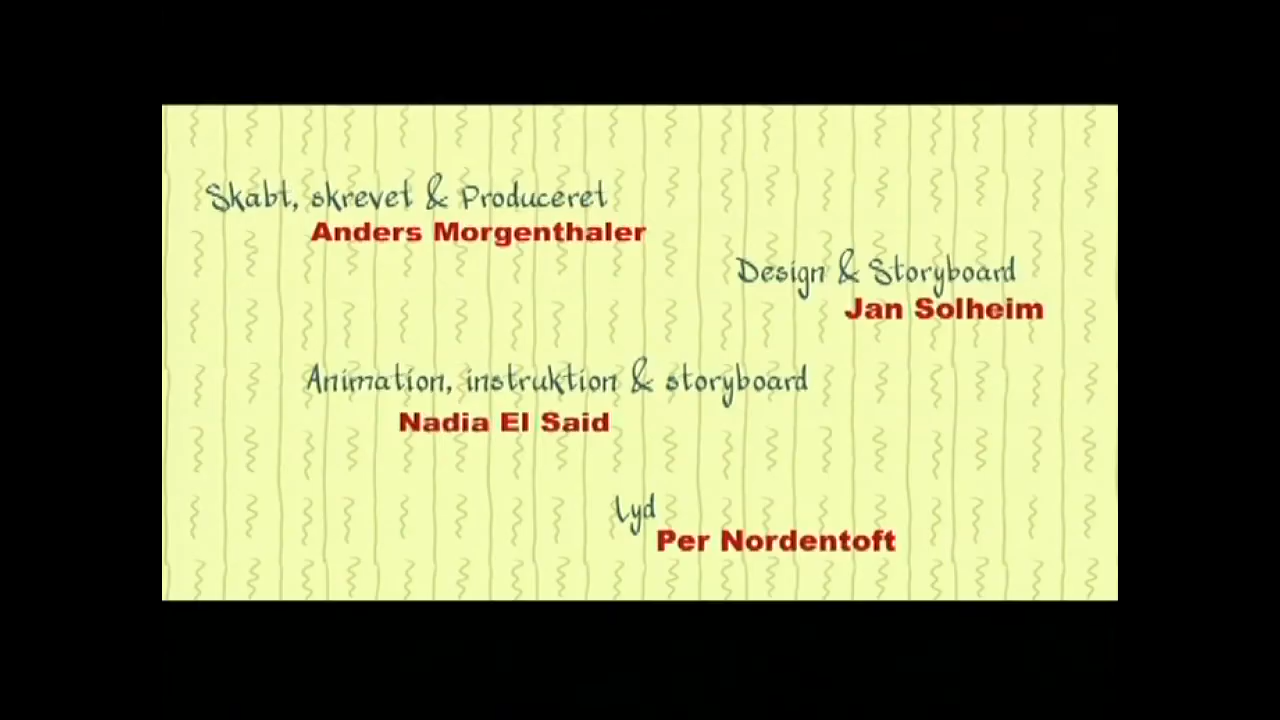 Skabt, skrevet & Produceret
Anders Morgenthaler
Design & Storyboard
Jan Solheim
Animation, instruktion & storyboard
Nadia El Said
Lyd
Per Nordentoft